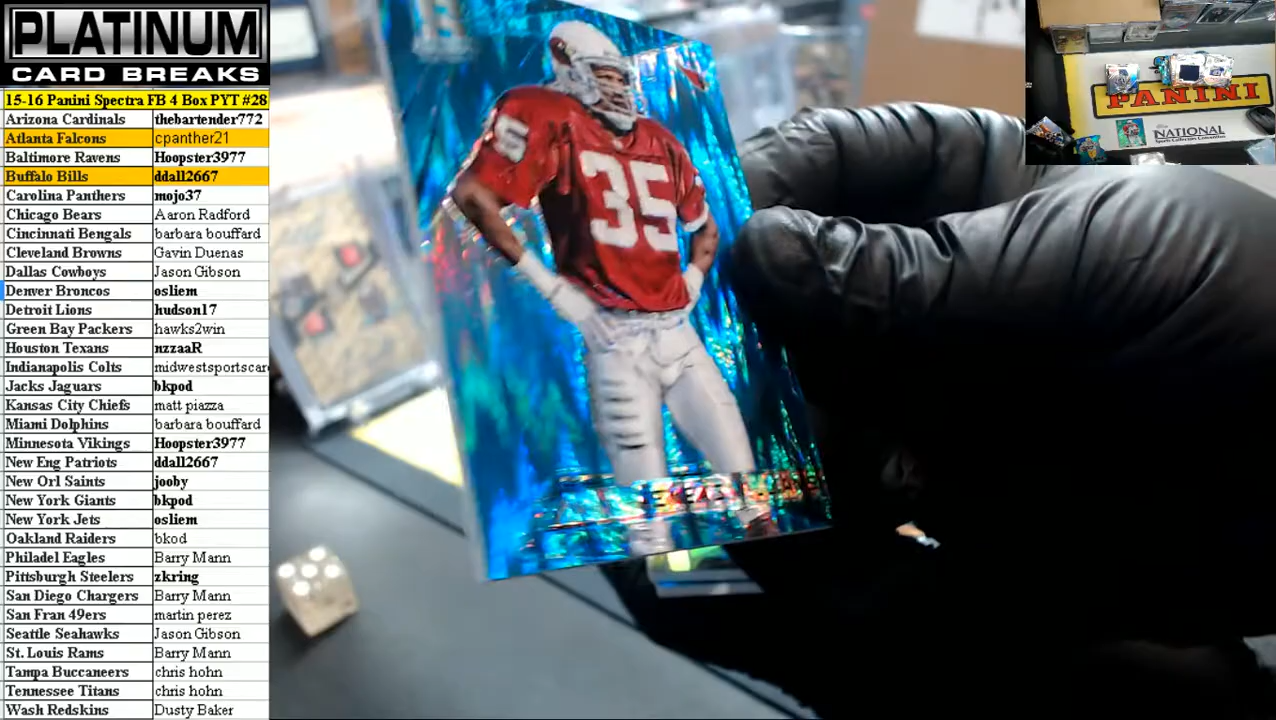 PLATINUM
CARD BREAKS
15-16 Panini Spectra FB 4 Box PYT #28
Arizona Cardinals thebartender772
Atlanta Falcons cpanther21
Baltimore Ravens Hoopster3977
Buffalo Bills ddall2667
Carolina Panthers mojo37
Chicago Bears Aaron Radford
Cincinnati Bengals barbara bouffard
Cleveland Browns Gavin Duenas
Dallas Cowboys Jason Gibson
Denver Broncos osliem
Detroit Lions hudson17
Green Bay Packers hawks2win
Houston Texans nzzaaR
Indianapolis Colts midwestsportscar
Jacks Jaguars bkpod
Kansas City Chiefs matt piazza
Miami Dolphins barbara bouffard
Minnesota Vikings Hoopster3977
New Eng Patriots ddall2667
New Orl Saints jooby
New York Giants bkpod
New York Jets osliem
Oakland Raiders bkod
Philadel Eagles Barry Mann
Pittsburgh Steelers zkring
San Diego Chargers Barry Mann
San Fran 49ers martin perez
Seattle Seahawks Jason Gibson
St. Louis Rams Barry Mann
Tampa Buccaneers chris hohn
Tennessee Titans chris hohn
Wash Redskins Dusty Baker
35
35
PANINI
THE NATIONAL